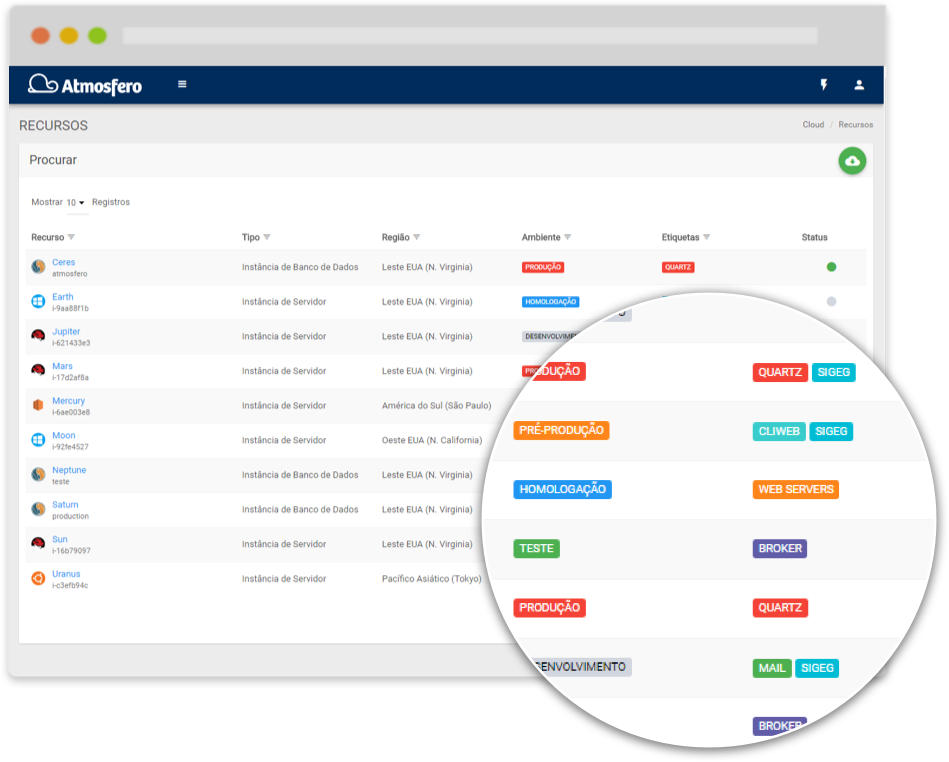 Atmosfero
RECURSOS
Cloud / Recursos
Procurar
Mostrar 10 Registros
Recurso Tipo Região Ambiente Etiquetas Status
Ceres Instância de Banco de Dados Leste EUA (N. Virginia) PRODUÇÃO QUARTZ
atmosfero
Earth Instância de Servidor Leste EUA (N. Virginia) HOMOLOGAÇÃO
i-9aa88f1b
Jupiter Instância de Servidor Leste EUA (N. Virginia)
i-621433e3
Mars Instância de Servidor Leste EUA (N. Virginia)
i-17d2af8a
Mercury Instância de Servidor América do Sul (São Paulo)
i-6ae003e8
Moon Instância de Servidor Oeste EUA (N. California)
i-92fe4527
Neptune Instância de Banco de Dados Leste EUA (N. Virginia)
teste
Saturn Instância de Banco de Dados Leste EUA (N. Virginia)
production
Sun Instância de Servidor Leste EUA (N. Virginia)
i-16b79097
Uranus Instância de Servidor Pacífico Asiático (Tokyo)
i-c3efb94c
PRODUÇÃO QUARTZ SIGEG
PRÉ-PRODUÇÃO CLIWEB SIGEG
HOMOLOGAÇÃO WEB SERVERS
TESTE BROKER
PRODUÇÃO QUARTZ
SENVOLVIMENTO MAIL SIGEG
BROKER